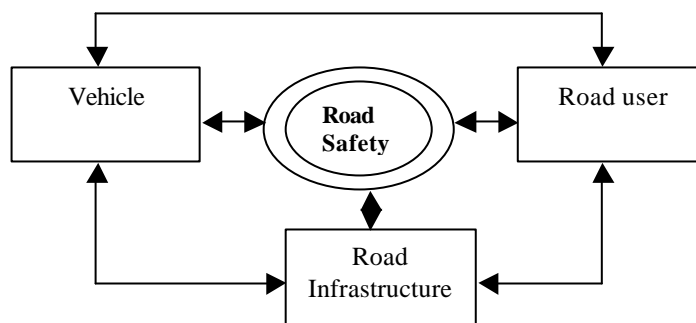 Vehicle
Road
Safety
Road user
Road
Infrastructure